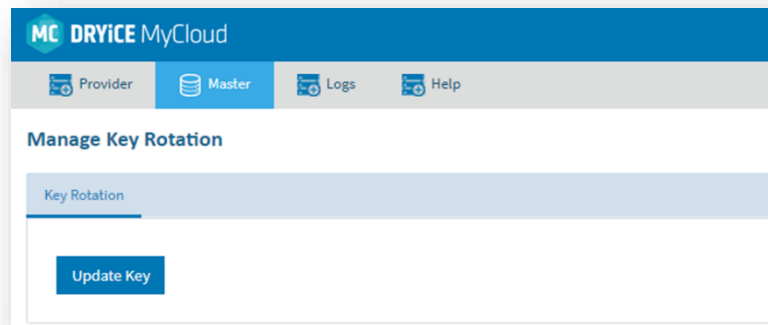 MC DRYiCE MyCloud
Provider Master Logs Help
Manage Key Rotation
Key Rotation
Update Key